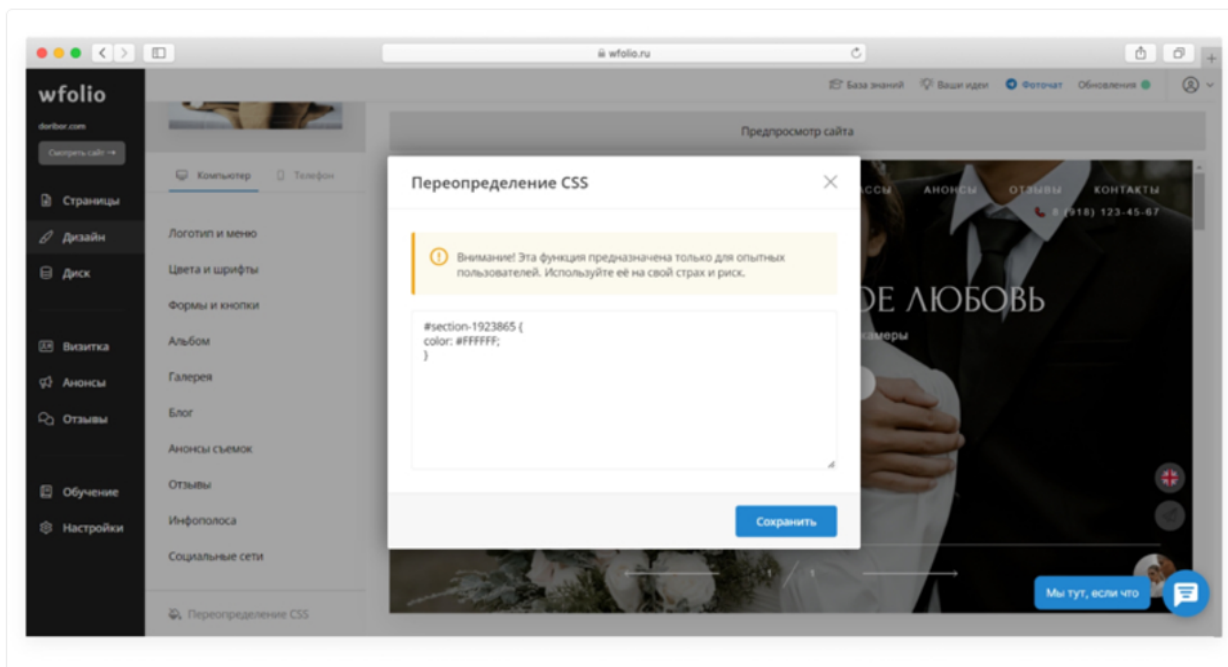 wfolio.ru
wfolio
База знаний
Ваши идеи
Фоточат
Обновления
doribor.com
Смотреть сайт →
Предпросмотр сайта
Компьютер
Телефон
Страницы
Дизайн
Диск
Визитка
Анонсы
Отзывы
Обучение
Настройки
Логотип и меню
Цвета и шрифты
Формы и кнопки
Альбом
Галерея
Блог
Анонсы съемок
Отзывы
Инфополоса
Социальные сети
Переопределение CSS
Переопределение CSS
Внимание! Эта функция предназначена только для опытных
пользователей. Используйте её на свой страх и риск.
#section-1923865 {
color: #FFFFFF;
}
Сохранить
АССЫ
АНОНСЫ
ОТЗЫВЫ
КОНТАКТЫ
8 (918) 123-45-67
ОЕ ЛЮБОВЬ
камеры
1 / 1
Мы тут, если что